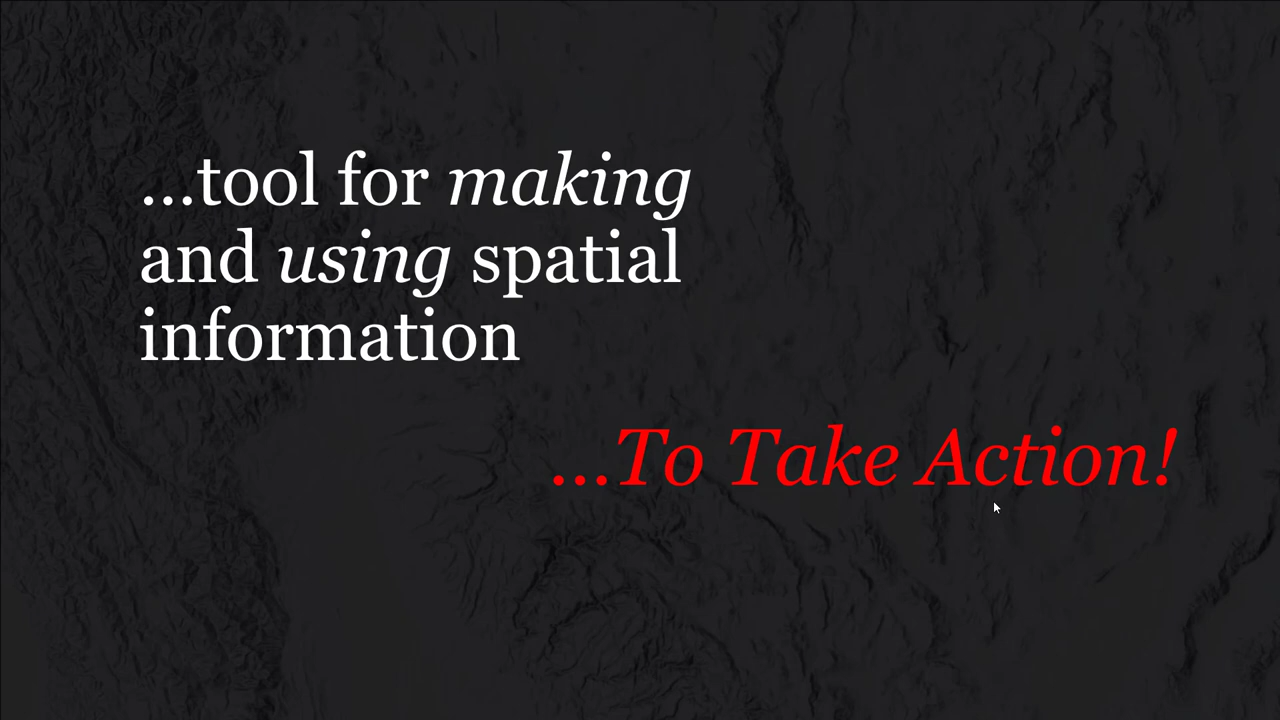 ...tool for making
and using spatial
information
...To Take Action!